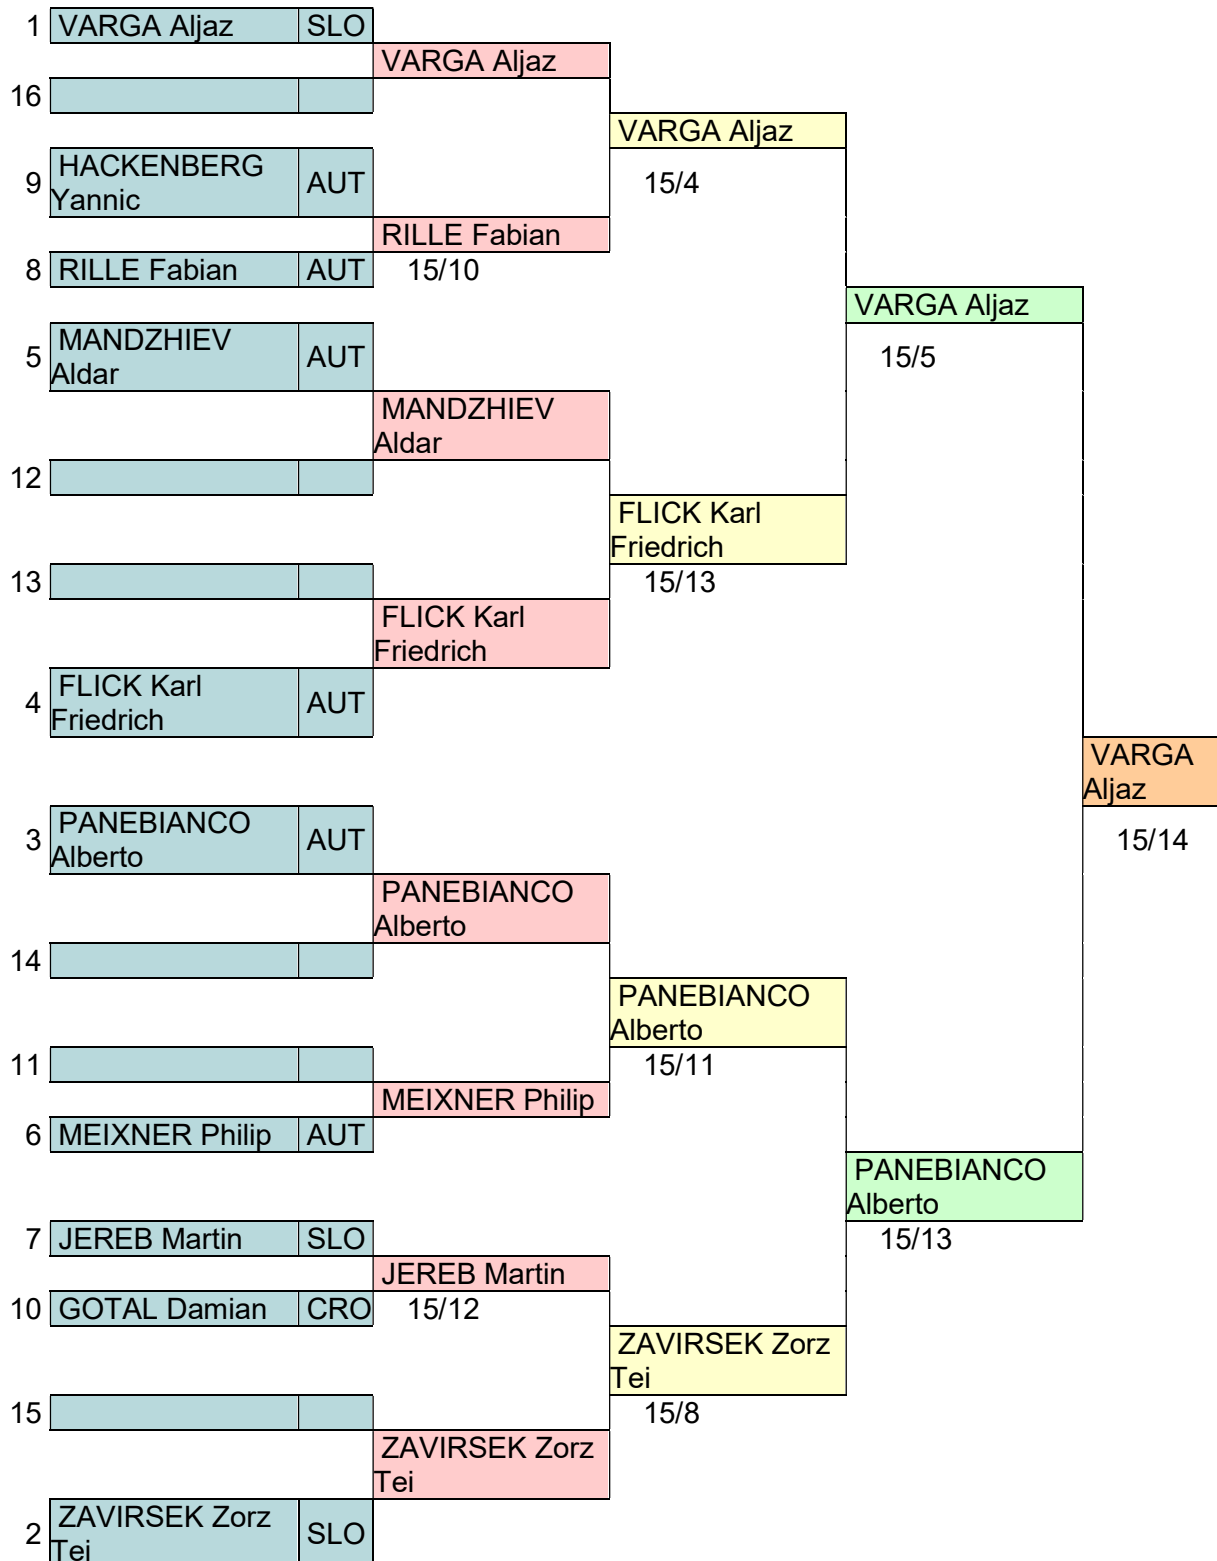 1 VARGA Aljaz SLO
VARGA Aljaz
16
VARGA Aljaz
HACKENBERG
9 AUT 15/4
Yannic
RILLE Fabian
8 RILLE Fabian AUT 15/10
VARGA Aljaz
MANDZHIEV
5 AUT 15/5
Aldar
MANDZHIEV
Aldar
12
FLICK Karl
Friedrich
13 15/13
FLICK Karl
Friedrich
FLICK Karl
4 AUT
Friedrich
VARGA
Aljaz
PANEBIANCO
3 AUT 15/14
Alberto
PANEBIANCO
Alberto
14
PANEBIANCO
Alberto
11 15/11
MEIXNER Philip
6 MEIXNER Philip AUT
PANEBIANCO
Alberto
7 JEREB Martin SLO 15/13
JEREB Martin
10 GOTAL Damian CRO 15/12
ZAVIRSEK Zorz
Tei
15 15/8
ZAVIRSEK Zorz
Tei
ZAVIRSEK Zorz
2 SLO
Tei